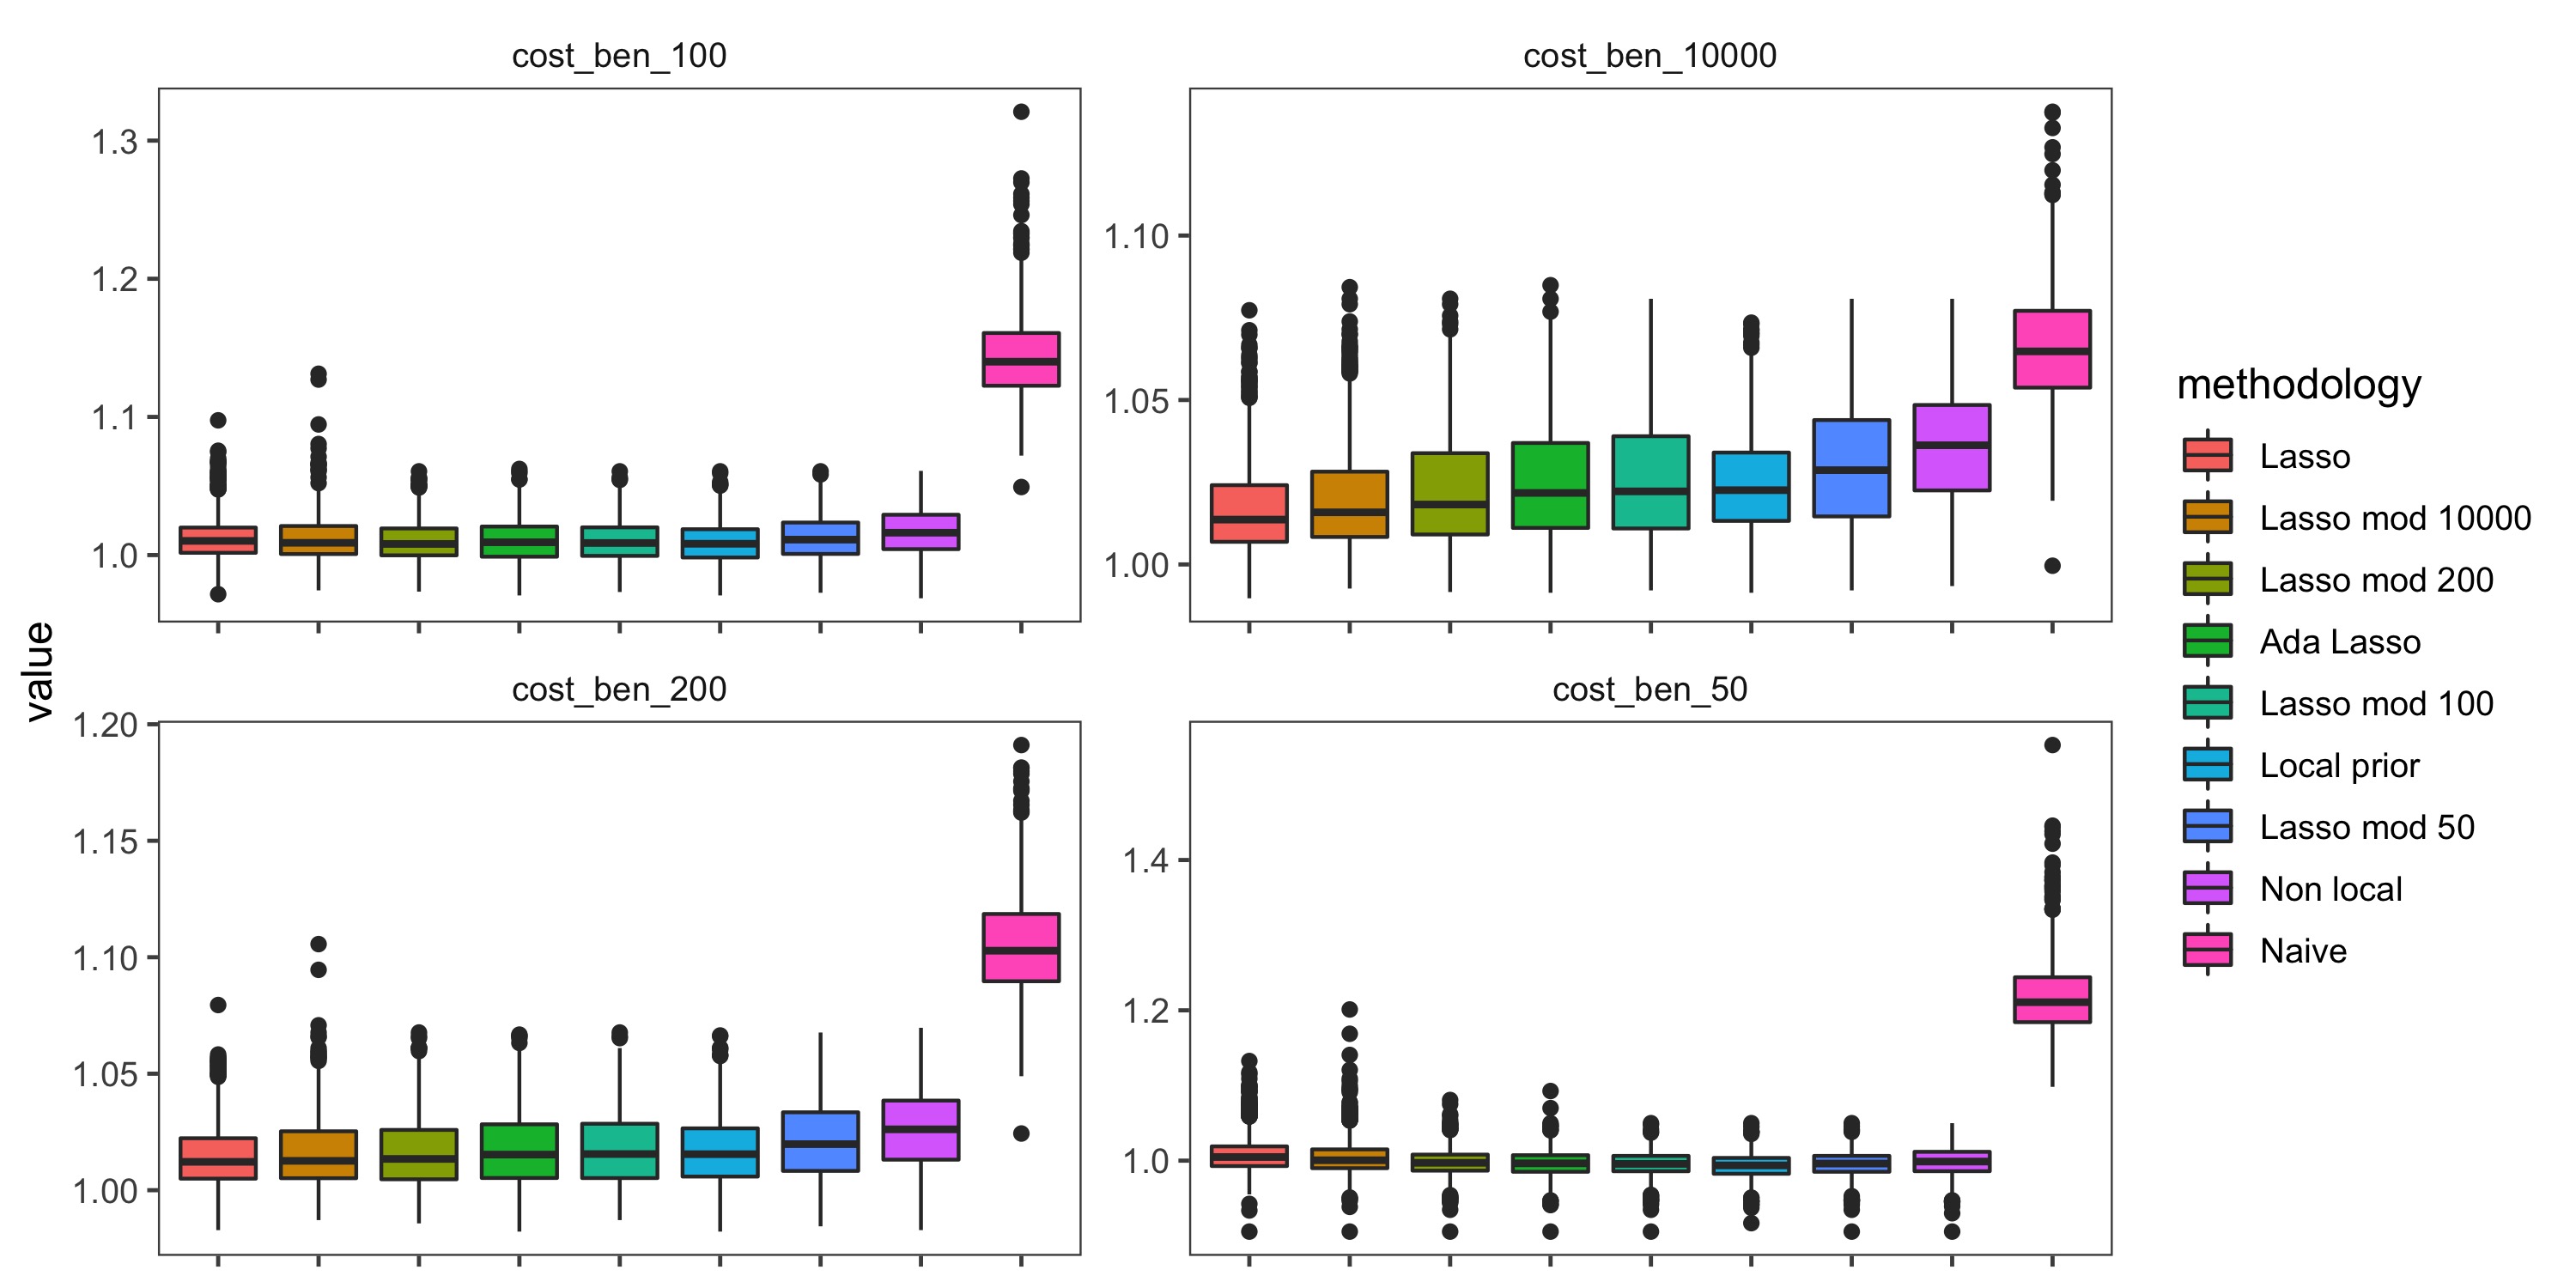 cost_ben_100
cost_ben_10000
1.3
1.2
1.1
1.0
1.10
1.05
1.00
value
cost_ben_200
cost_ben_50
1.20
1.15
1.10
1.05
1.00
1.4
1.2
1.0
methodology
Lasso
Lasso mod 10000
Lasso mod 200
Ada Lasso
Lasso mod 100
Local prior
Lasso mod 50
Non local
Naive